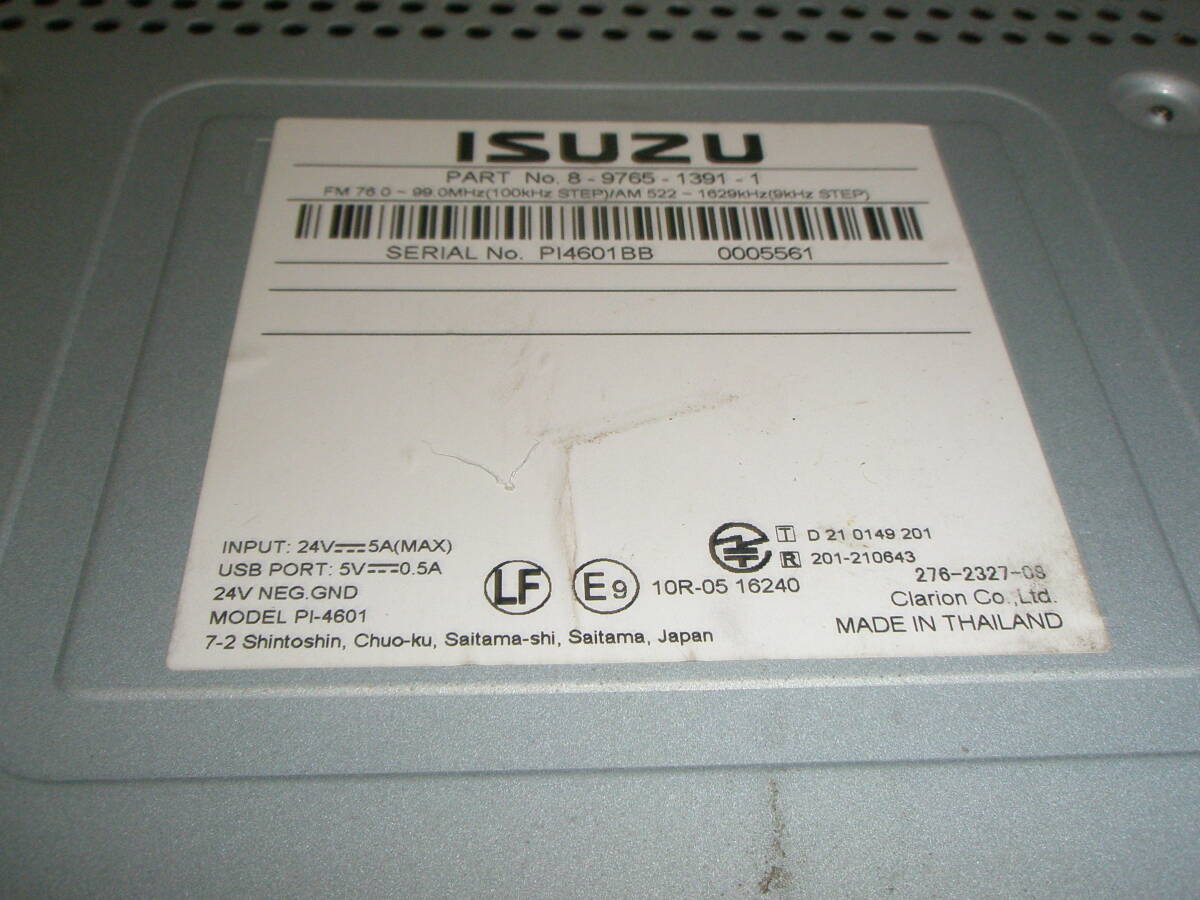 ISUZU
PART No. 8-9765-1391-1
FM 76.0 ~ 99.0MHz(100kHz STEP)/AM 522 ~ 1629kHz(9kHz STEP)
SERIAL No. PI4601BB 0005561
INPUT: 24V⎓5A(MAX)
USB PORT: 5V⎓0.5A
24V NEG.GND
MODEL PI-4601
7-2 Shintoshin, Chuo-ku, Saitama-shi, Saitama, Japan
LF
E9
10R-05 16240
T D 21 0149 201
R 201-210643
Clarion Co.,Ltd.
MADE IN THAILAND